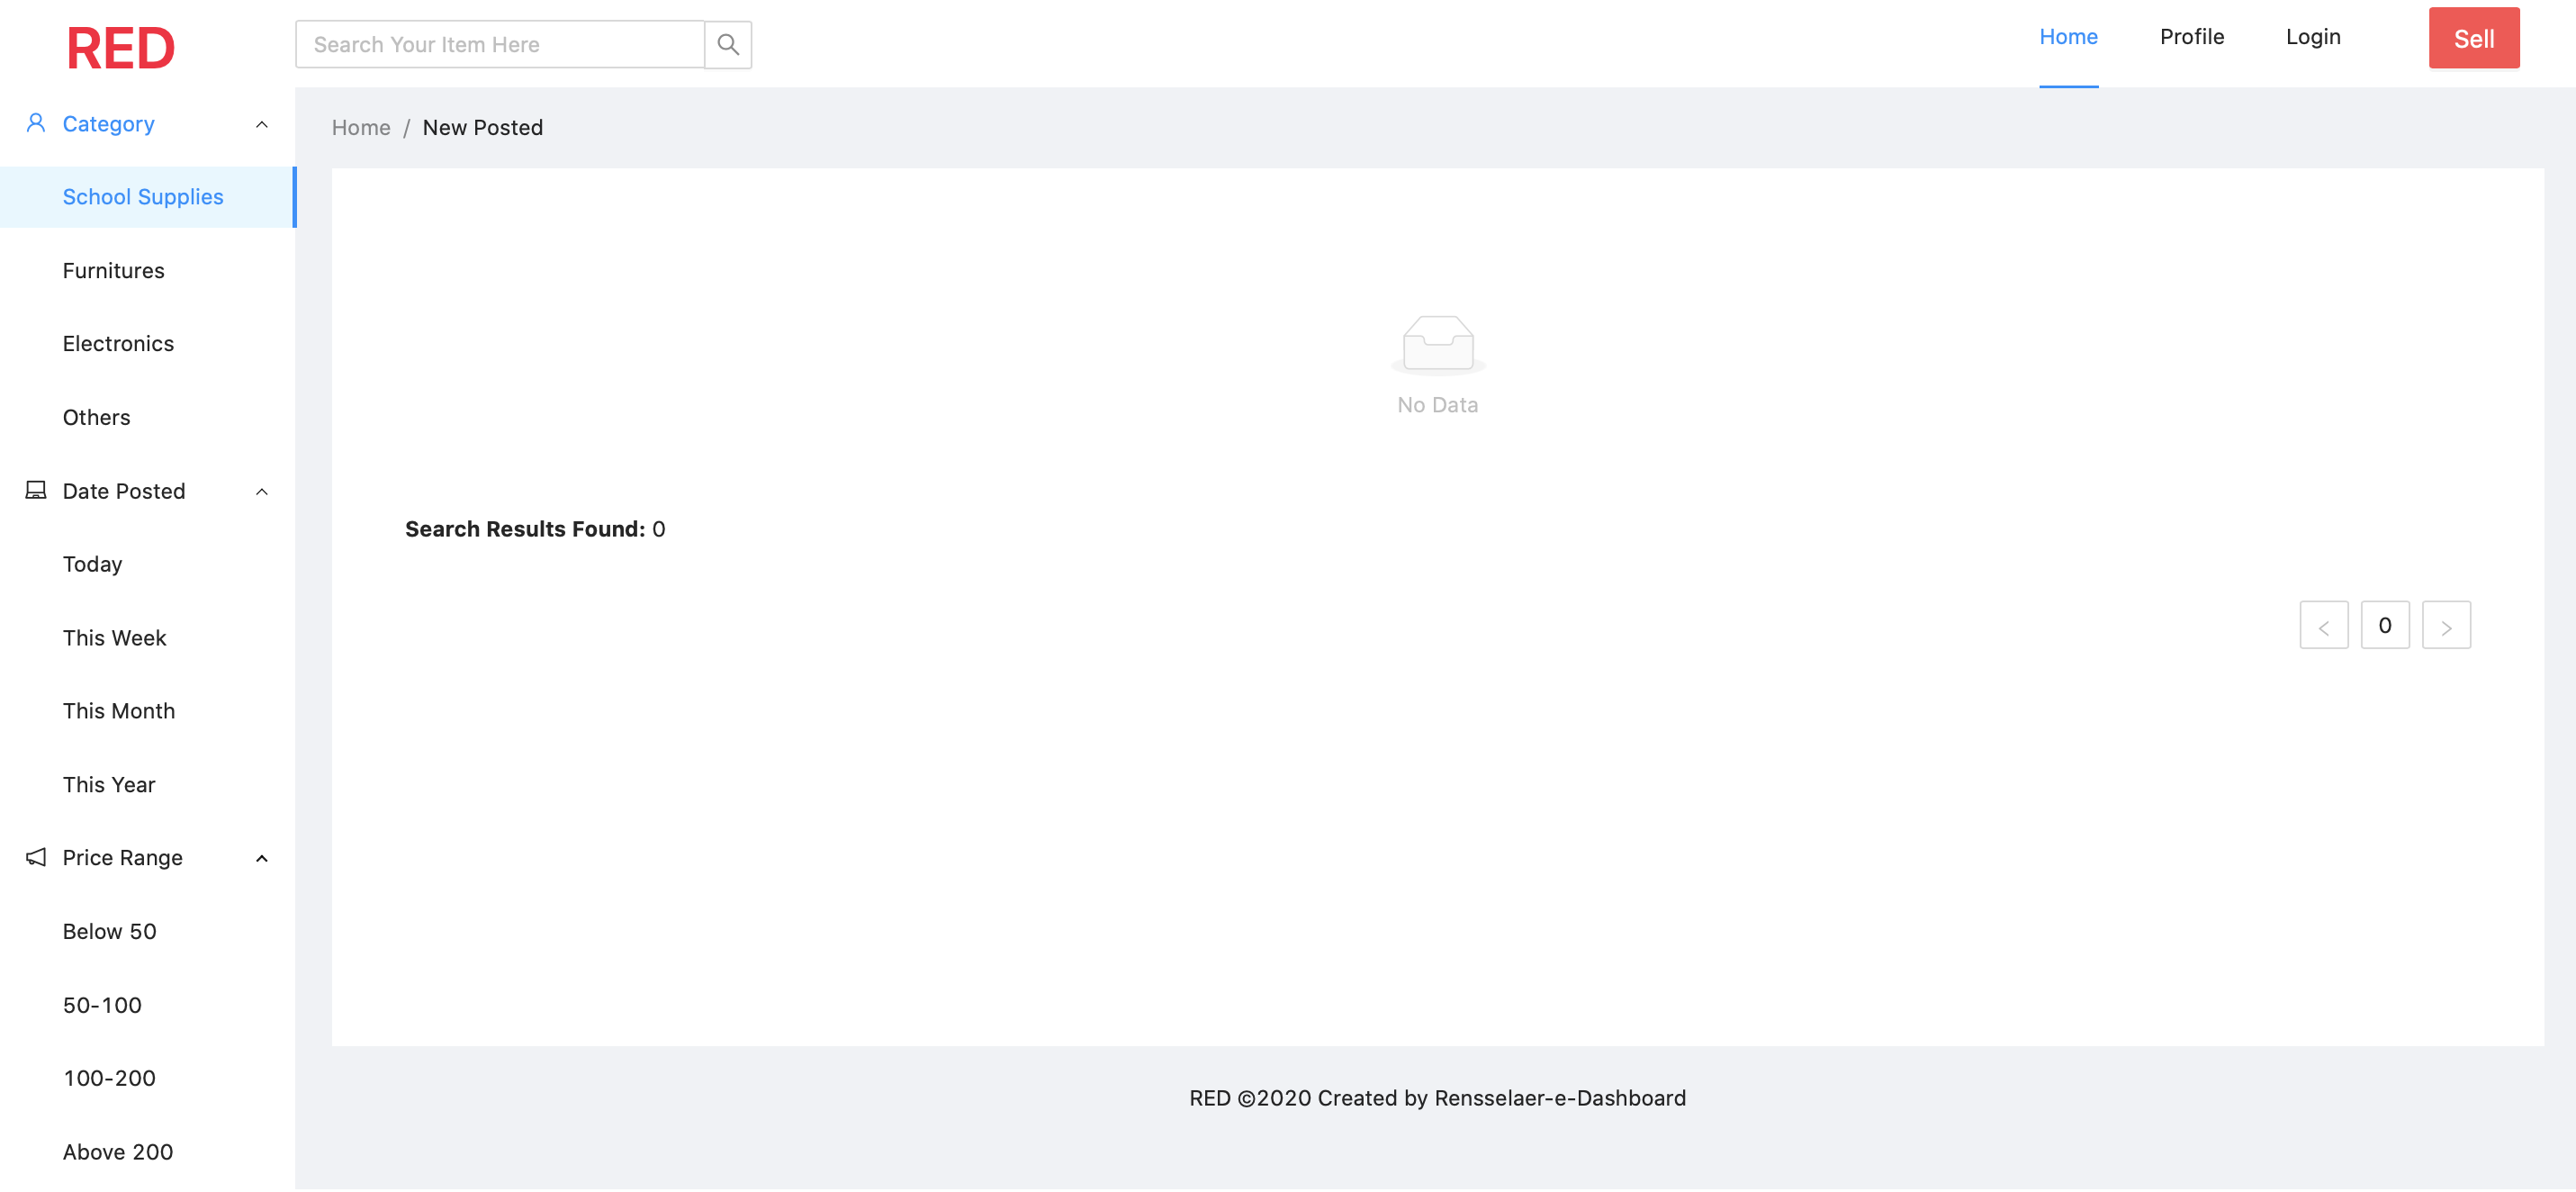 RED
Search Your Item Here
Home
Profile
Login
Sell
Category
School Supplies
Furnitures
Electronics
Others
Date Posted
Today
This Week
This Month
This Year
Price Range
Below 50
50-100
100-200
Above 200
Home / New Posted
No Data
Search Results Found: 0
< 0 >
RED ©2020 Created by Rensselaer-e-Dashboard